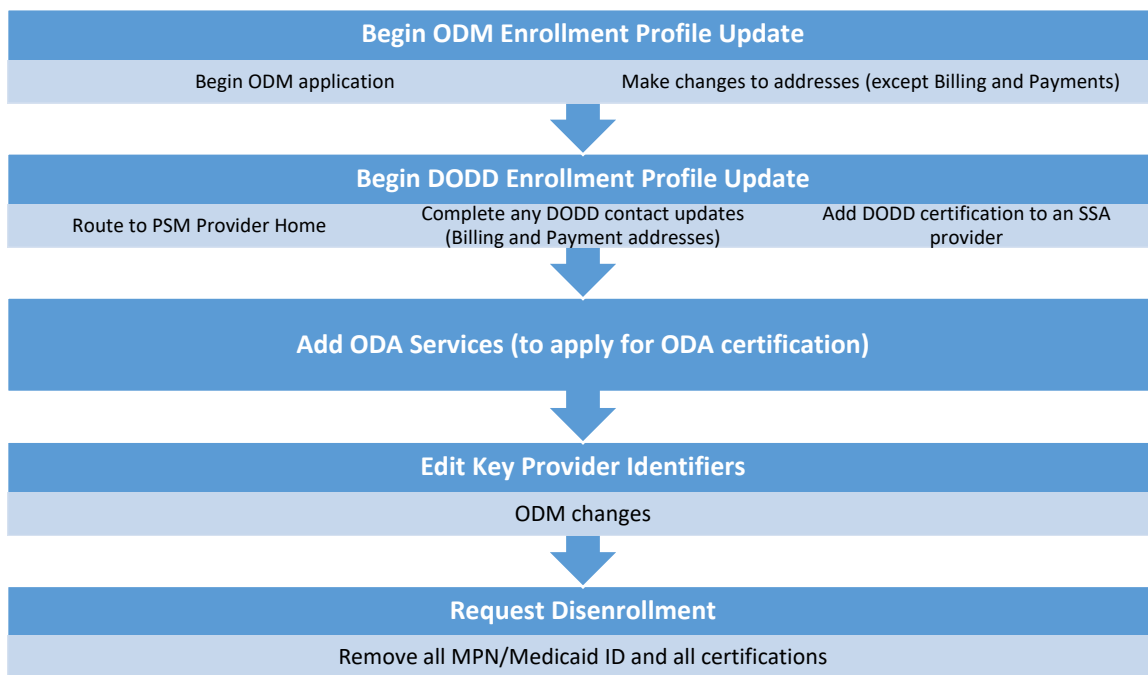 Begin ODM Enrollment Profile Update
Begin ODM application
Make changes to addresses (except Billing and Payments)
Begin DODD Enrollment Profile Update
Route to PSM Provider Home
Complete any DODD contact updates
(Billing and Payment addresses)
Add DODD certification to an SSA
provider
Add ODA Services (to apply for ODA certification)
Edit Key Provider Identifiers
ODM changes
Request Disenrollment
Remove all MPN/Medicaid ID and all certifications